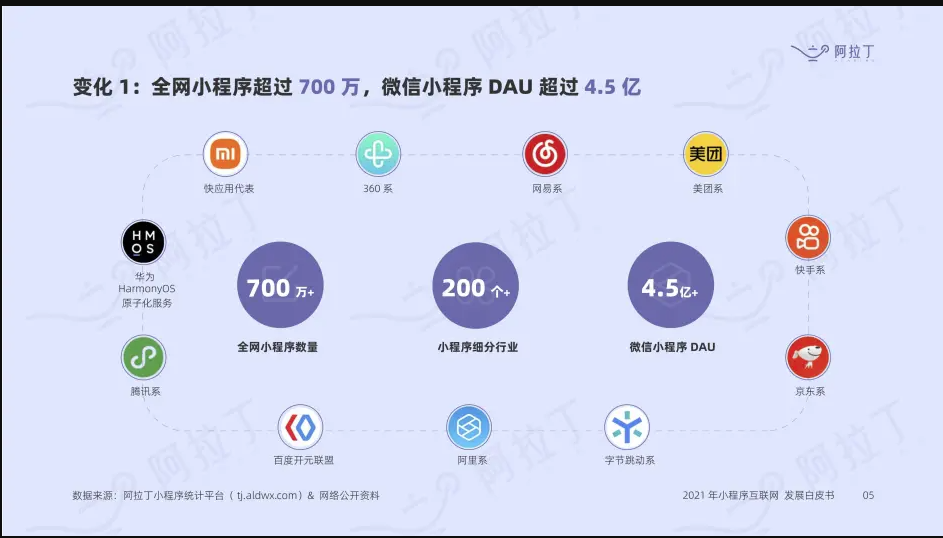 阿拉丁
变化 1：全网小程序超过 700 万，微信小程序 DAU 超过 4.5 亿
快应用代表
360 系
网易系
美团
美团系
HM
OS
华为
HarmonyOS
原子化服务
快手系
700 万+
200 个+
4.5亿+
全网小程序数量
小程序细分行业
微信小程序 DAU
腾讯系
京东系
百度开元联盟
阿里系
字节跳动系
数据来源：阿拉丁小程序统计平台（ tj.aldwx.com）& 网络公开资料
2021 年小程序互联网 发展白皮书
05